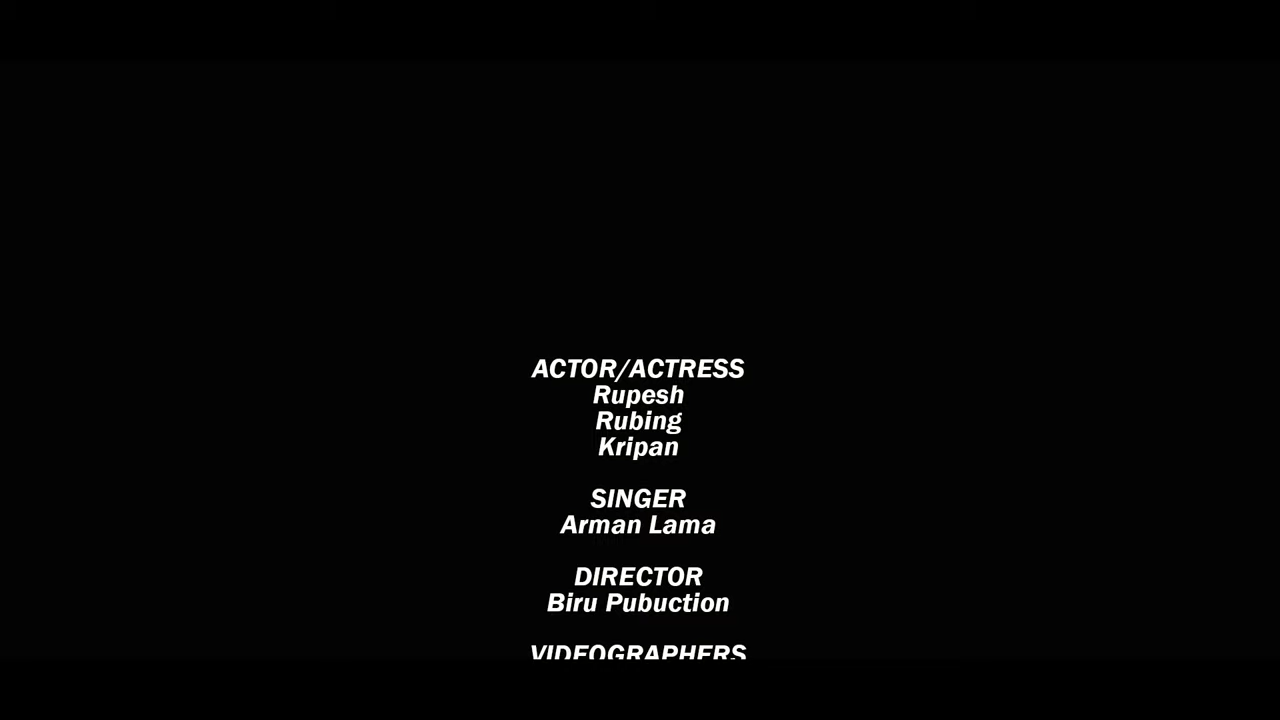 ACTOR/ACTRESS
Rupesh
Rubing
Kripan
SINGER
Arman Lama
DIRECTOR
Biru Pubuction
VIDEOGRAPHERS